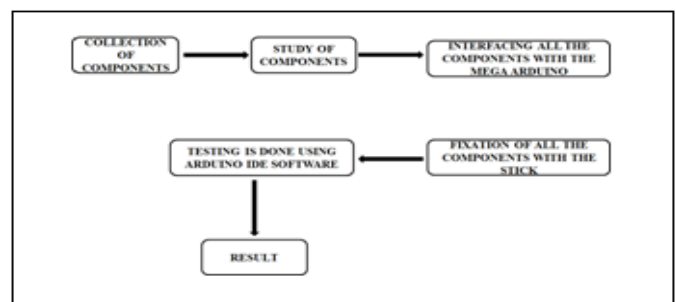 COLLECTION
OF
COMPONENTS
STUDY OF
COMPONENTS
INTERFACING ALL THE
COMPONENTS WITH THE
MEGA ARDUINO
FIXATION OF ALL THE
COMPONENTS WITH THE
STICK
TESTING IS DONE USING
ARDUINO IDE SOFTWARE
RESULT